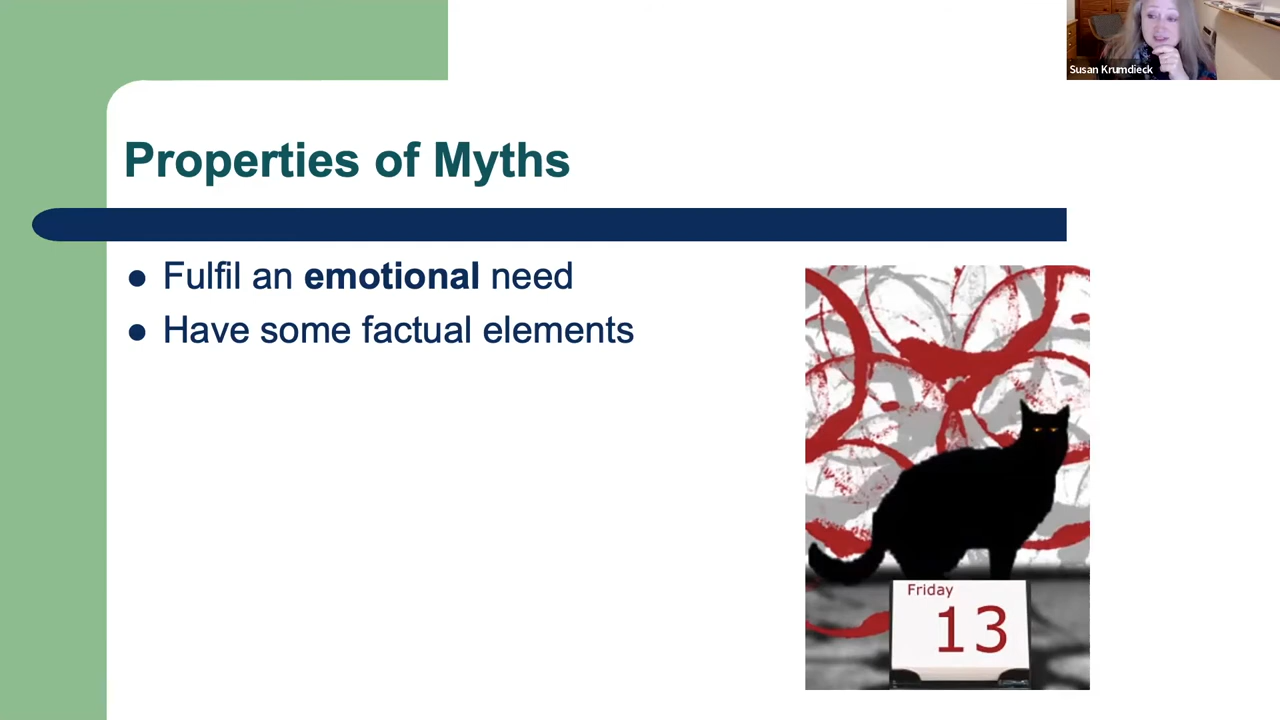 Susan Krumdieck
Properties of Myths
Fulfil an emotional need
Have some factual elements
Friday
13